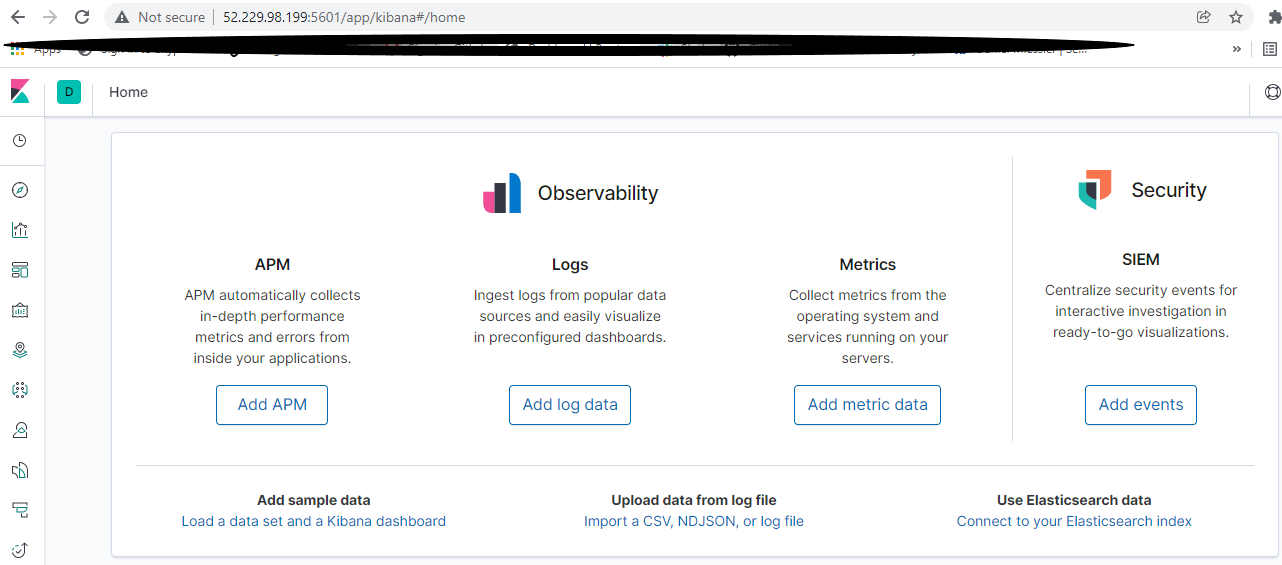 Not secure 52.229.98.199:5601/app/kibana#/home
Apps
D Home
Observability
Security
APM
APM automatically collects
in-depth performance
metrics and errors from
inside your applications.
Add APM
Logs
Ingest logs from popular data
sources and easily visualize
in preconfigured dashboards.
Add log data
Metrics
Collect metrics from the
operating system and
services running on your
servers.
Add metric data
SIEM
Centralize security events for
interactive investigation in
ready-to-go visualizations.
Add events
Add sample data
Load a data set and a Kibana dashboard
Upload data from log file
Import a CSV, NDJSON, or log file
Use Elasticsearch data
Connect to your Elasticsearch index